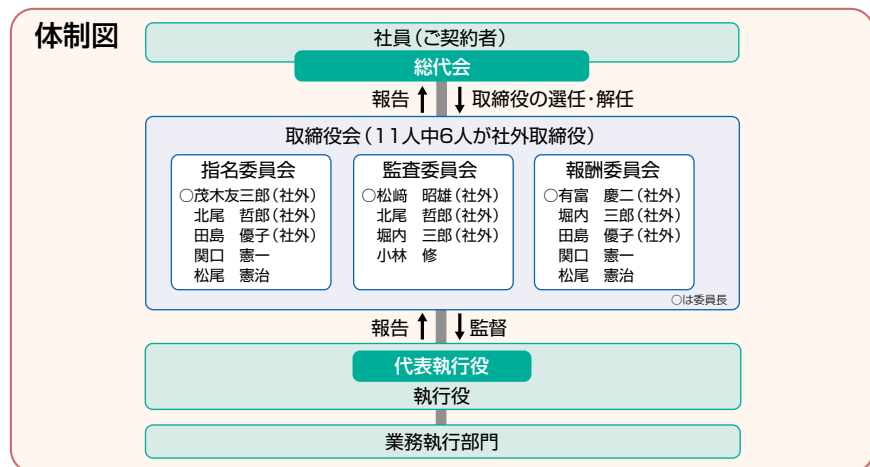 体制図
社員(ご契約者)
総代会
報告
取締役の選任・解任
取締役会(11人中6人が社外取締役)
指名委員会
○茂木友三郎(社外)
北尾 哲郎(社外)
田島 優子(社外)
関口 憲一
松尾 憲治
監査委員会
○松﨑 昭雄(社外)
北尾 哲郎(社外)
堀内 三郎(社外)
小林 修
報酬委員会
○有富 慶二(社外)
堀内 三郎(社外)
田島 優子(社外)
関口 憲一
松尾 憲治
○は委員長
報告
監督
代表執行役
執行役
業務執行部門